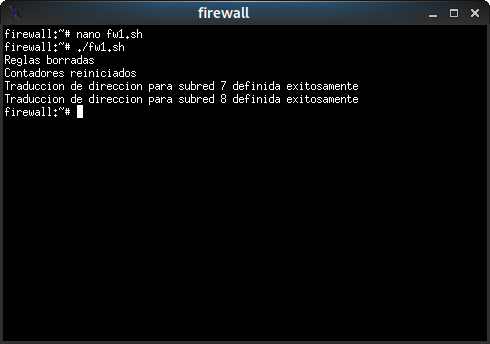 firewall
firewall:~# nano fw1.sh
firewall:~# ./fw1.sh
Reglas borradas
Contadores reiniciados
Traduccion de direccion para subred 7 definida exitosamente
Traduccion de direccion para subred 8 definida exitosamente
firewall:~#